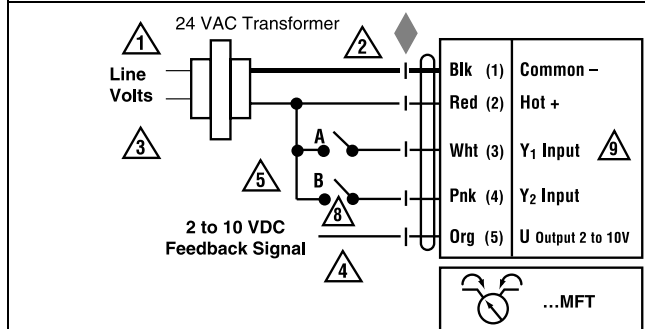 24 VAC Transformer
1
2
Line
Volts
3
Blk (1) Common –
Red (2) Hot +
A
Wht (3) Y₁ Input
9
5
B
Pnk (4) Y₂ Input
8
2 to 10 VDC
Feedback Signal
Org (5) U Output 2 to 10V
4
...MFT